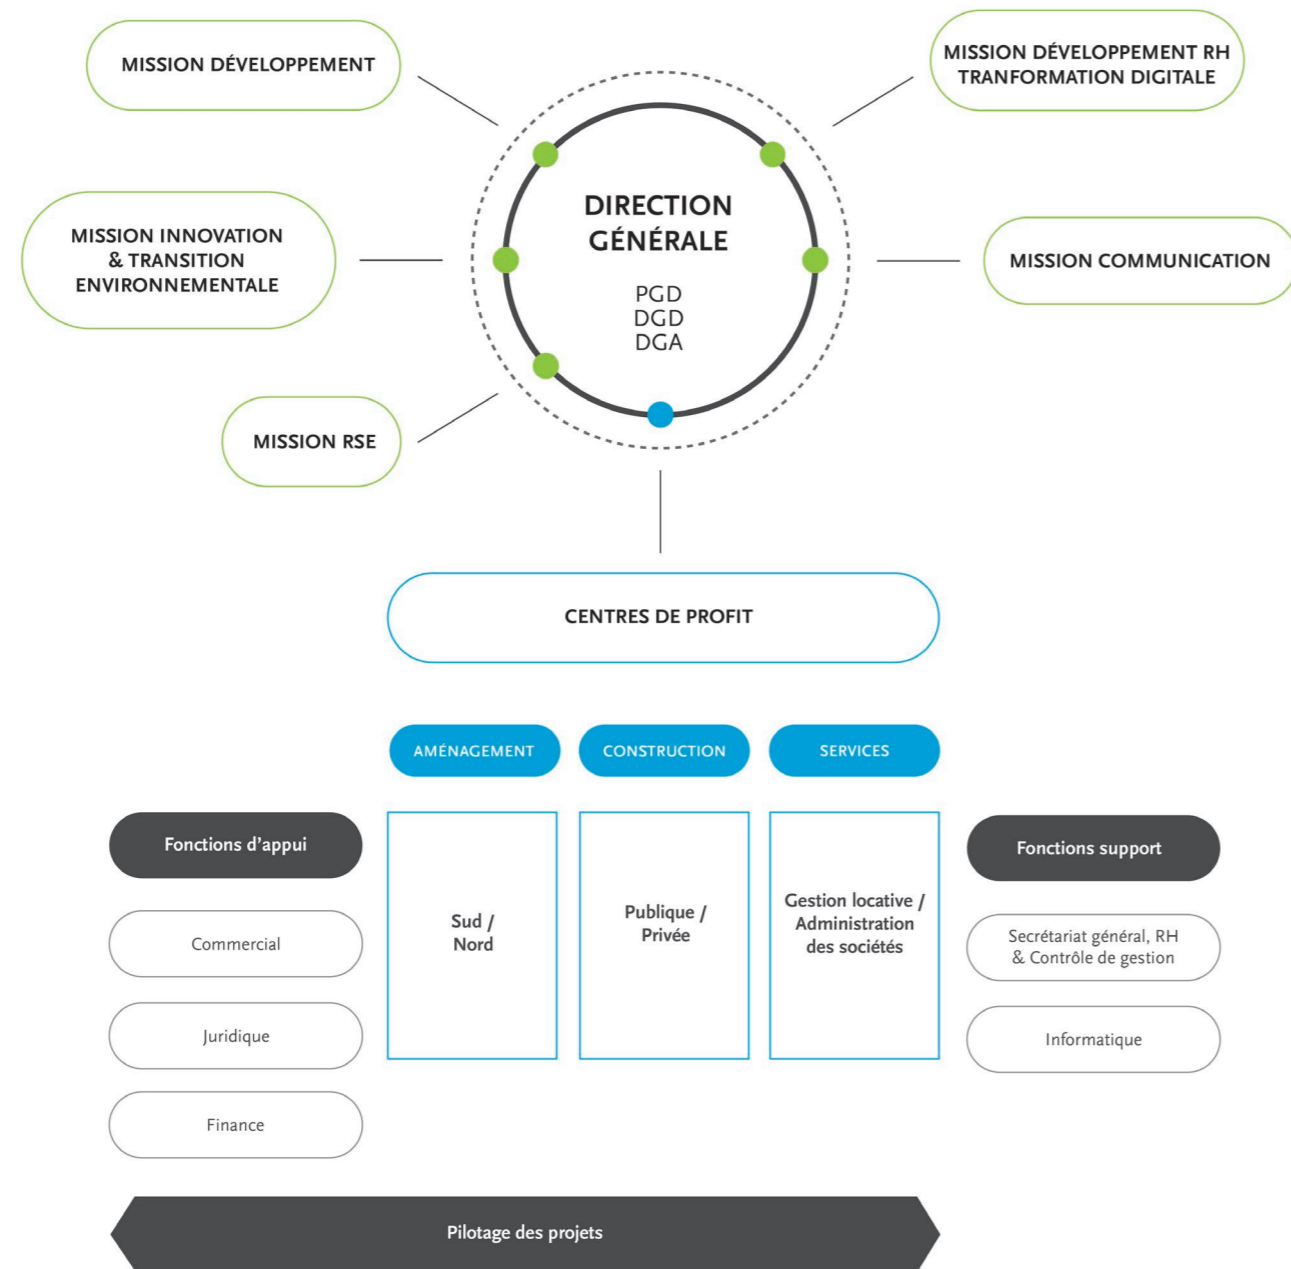 MISSION DÉVELOPPEMENT
MISSION DÉVELOPPEMENT RH
TRANFORMATION DIGITALE
DIRECTION
GÉNÉRALE
PGD
DGD
DGA
MISSION INNOVATION
& TRANSITION
ENVIRONNEMENTALE
MISSION COMMUNICATION
MISSION RSE
CENTRES DE PROFIT
AMÉNAGEMENT
CONSTRUCTION
SERVICES
Fonctions d'appui
Commercial
Juridique
Finance
Sud /
Nord
Publique /
Privée
Gestion locative /
Administration
des sociétés
Fonctions support
Secrétariat général, RH
& Contrôle de gestion
Informatique
Pilotage des projets